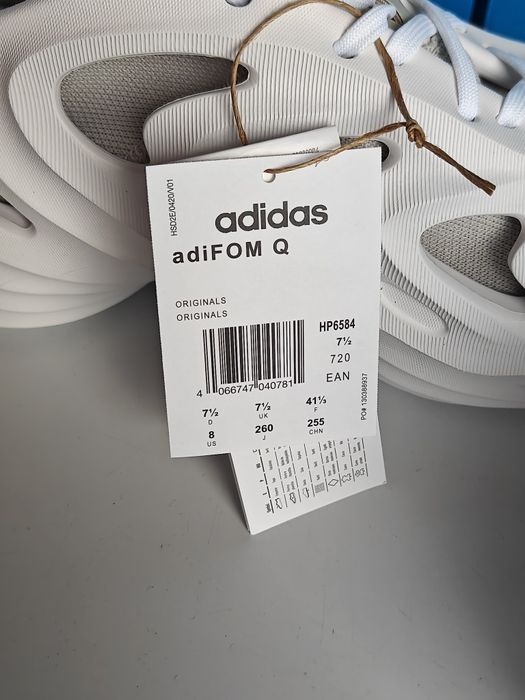 HSD2E/0420/V01
adidas
adiFOM Q
ORIGINALS
ORIGINALS
HP6584
7½
720
EAN
4 066747 040781
7½ 7½ 41⅓
D UK F
8 260 255
US J CHN
PO# 130388937